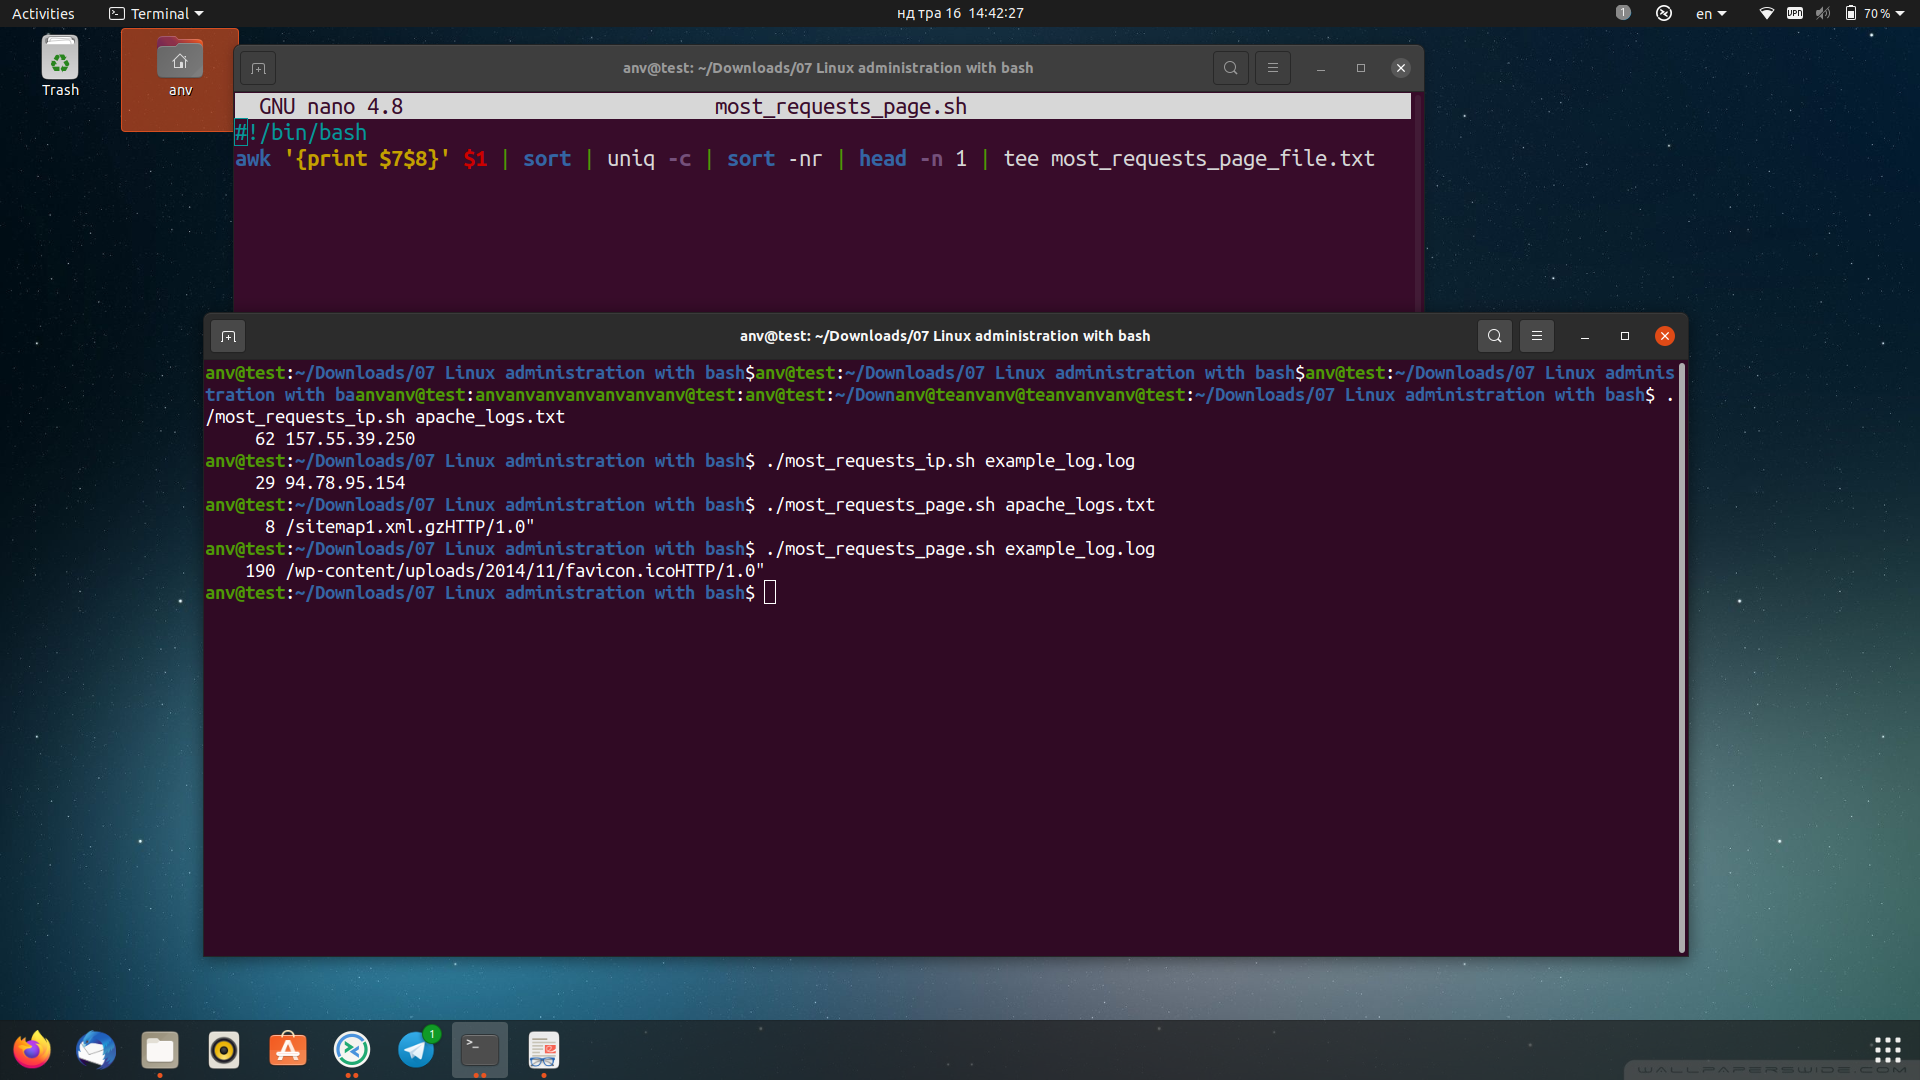 Activities
Terminal
нд тра 16 14:42:27
1
en
VPN
70 %
Trash
anv
anv@test: ~/Downloads/07 Linux administration with bash
GNU nano 4.8 most_requests_page.sh
#!/bin/bash
awk '{print $7$8}' $1 | sort | uniq -c | sort -nr | head -n 1 | tee most_requests_page_file.txt
anv@test: ~/Downloads/07 Linux administration with bash
anv@test:~/Downloads/07 Linux administration with bash$anv@test:~/Downloads/07 Linux administration with bash$anv@test:~/Downloads/07 Linux adminis
tration with baanvanv@test:anvanvanvanvanvanvanv@test:anv@test:~/Downanv@teanvanv@teanvanvanv@test:~/Downloads/07 Linux administration with bash$ .
/most_requests_ip.sh apache_logs.txt
62 157.55.39.250
anv@test:~/Downloads/07 Linux administration with bash$ ./most_requests_ip.sh example_log.log
29 94.78.95.154
anv@test:~/Downloads/07 Linux administration with bash$ ./most_requests_page.sh apache_logs.txt
8 /sitemap1.xml.gzHTTP/1.0"
anv@test:~/Downloads/07 Linux administration with bash$ ./most_requests_page.sh example_log.log
190 /wp-content/uploads/2014/11/favicon.icoHTTP/1.0"
anv@test:~/Downloads/07 Linux administration with bash$
1
WALLPAPERSWIDE.COM